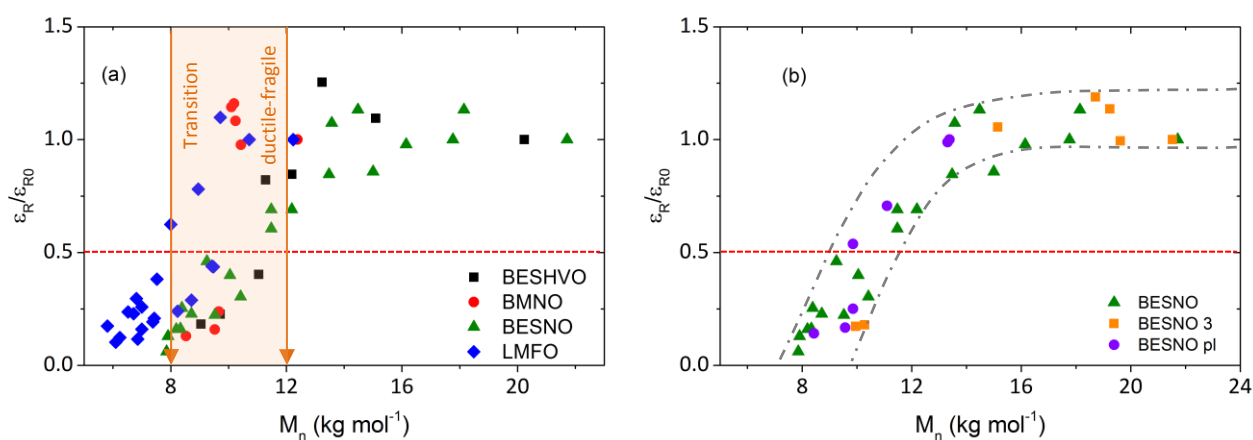 (a)
Transition
ductile-fragile
1.5
1.0
0.5
0.0
εR/εR0
8
12
16
20
Mn (kg mol-1)
BESHVO
BMNO
BESNO
LMFO
(b)
1.5
1.0
0.5
0.0
εR/εR0
8
12
16
20
24
Mn (kg mol-1)
BESNO
BESNO 3
BESNO pl